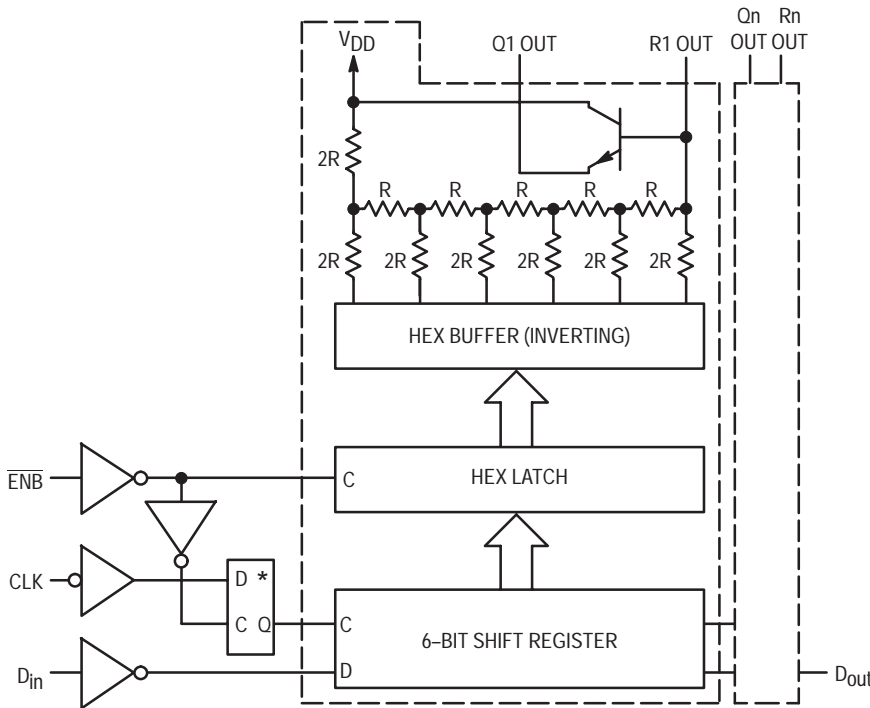 Qn OUT
Rn OUT
VDD
Q1 OUT
R1 OUT
2R
R
R
R
R
R
2R
2R
2R
2R
2R
2R
HEX BUFFER (INVERTING)
ENB
C
HEX LATCH
CLK
D *
C Q
C
6–BIT SHIFT REGISTER
Din
D
Dout